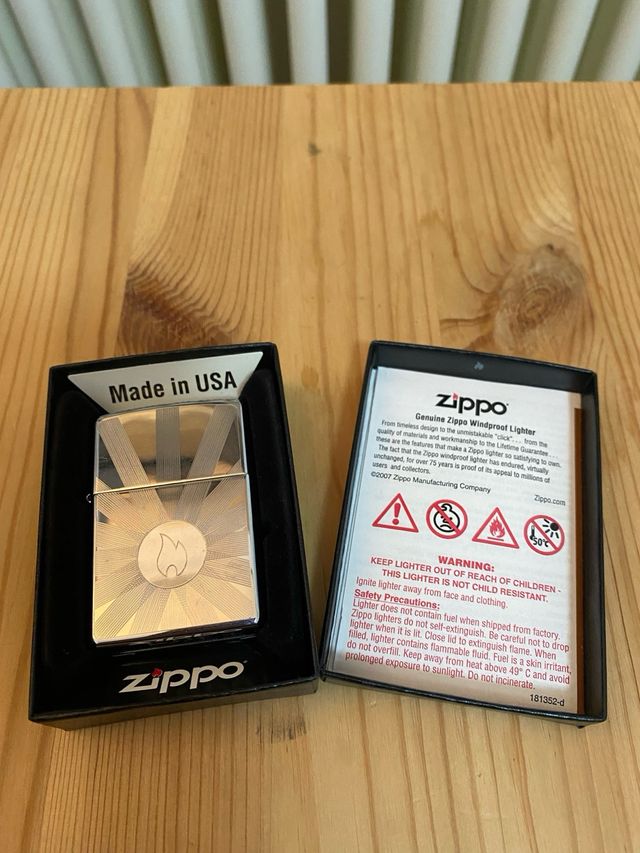 Made in USA
zippo
zippo
Genuine Zippo Windproof Lighter
From timeless design to the unmistakable "click". . . from the
quality of materials and workmanship to the Lifetime Guarantee. . .
these are the features that make a Zippo lighter so satisfying to own.
The fact that the Zippo windproof lighter has endured, virtually
unchanged, for over 75 years is proof of its appeal to millions of
users and collectors.
©2007 Zippo Manufacturing Company
Zippo.com
50°C
WARNING:
KEEP LIGHTER OUT OF REACH OF CHILDREN -
THIS LIGHTER IS NOT CHILD RESISTANT.
Ignite lighter away from face and clothing.
Safety Precautions:
Lighter does not contain fuel when shipped from factory.
Zippo lighters do not self-extinguish. Be careful not to drop
lighter when it is lit. Close lid to extinguish flame. When
filled, lighter contains flammable fluid. Fuel is a skin irritant,
do not overfill. Keep away from heat above 49° C and avoid
prolonged exposure to sunlight. Do not incinerate.
181352-d